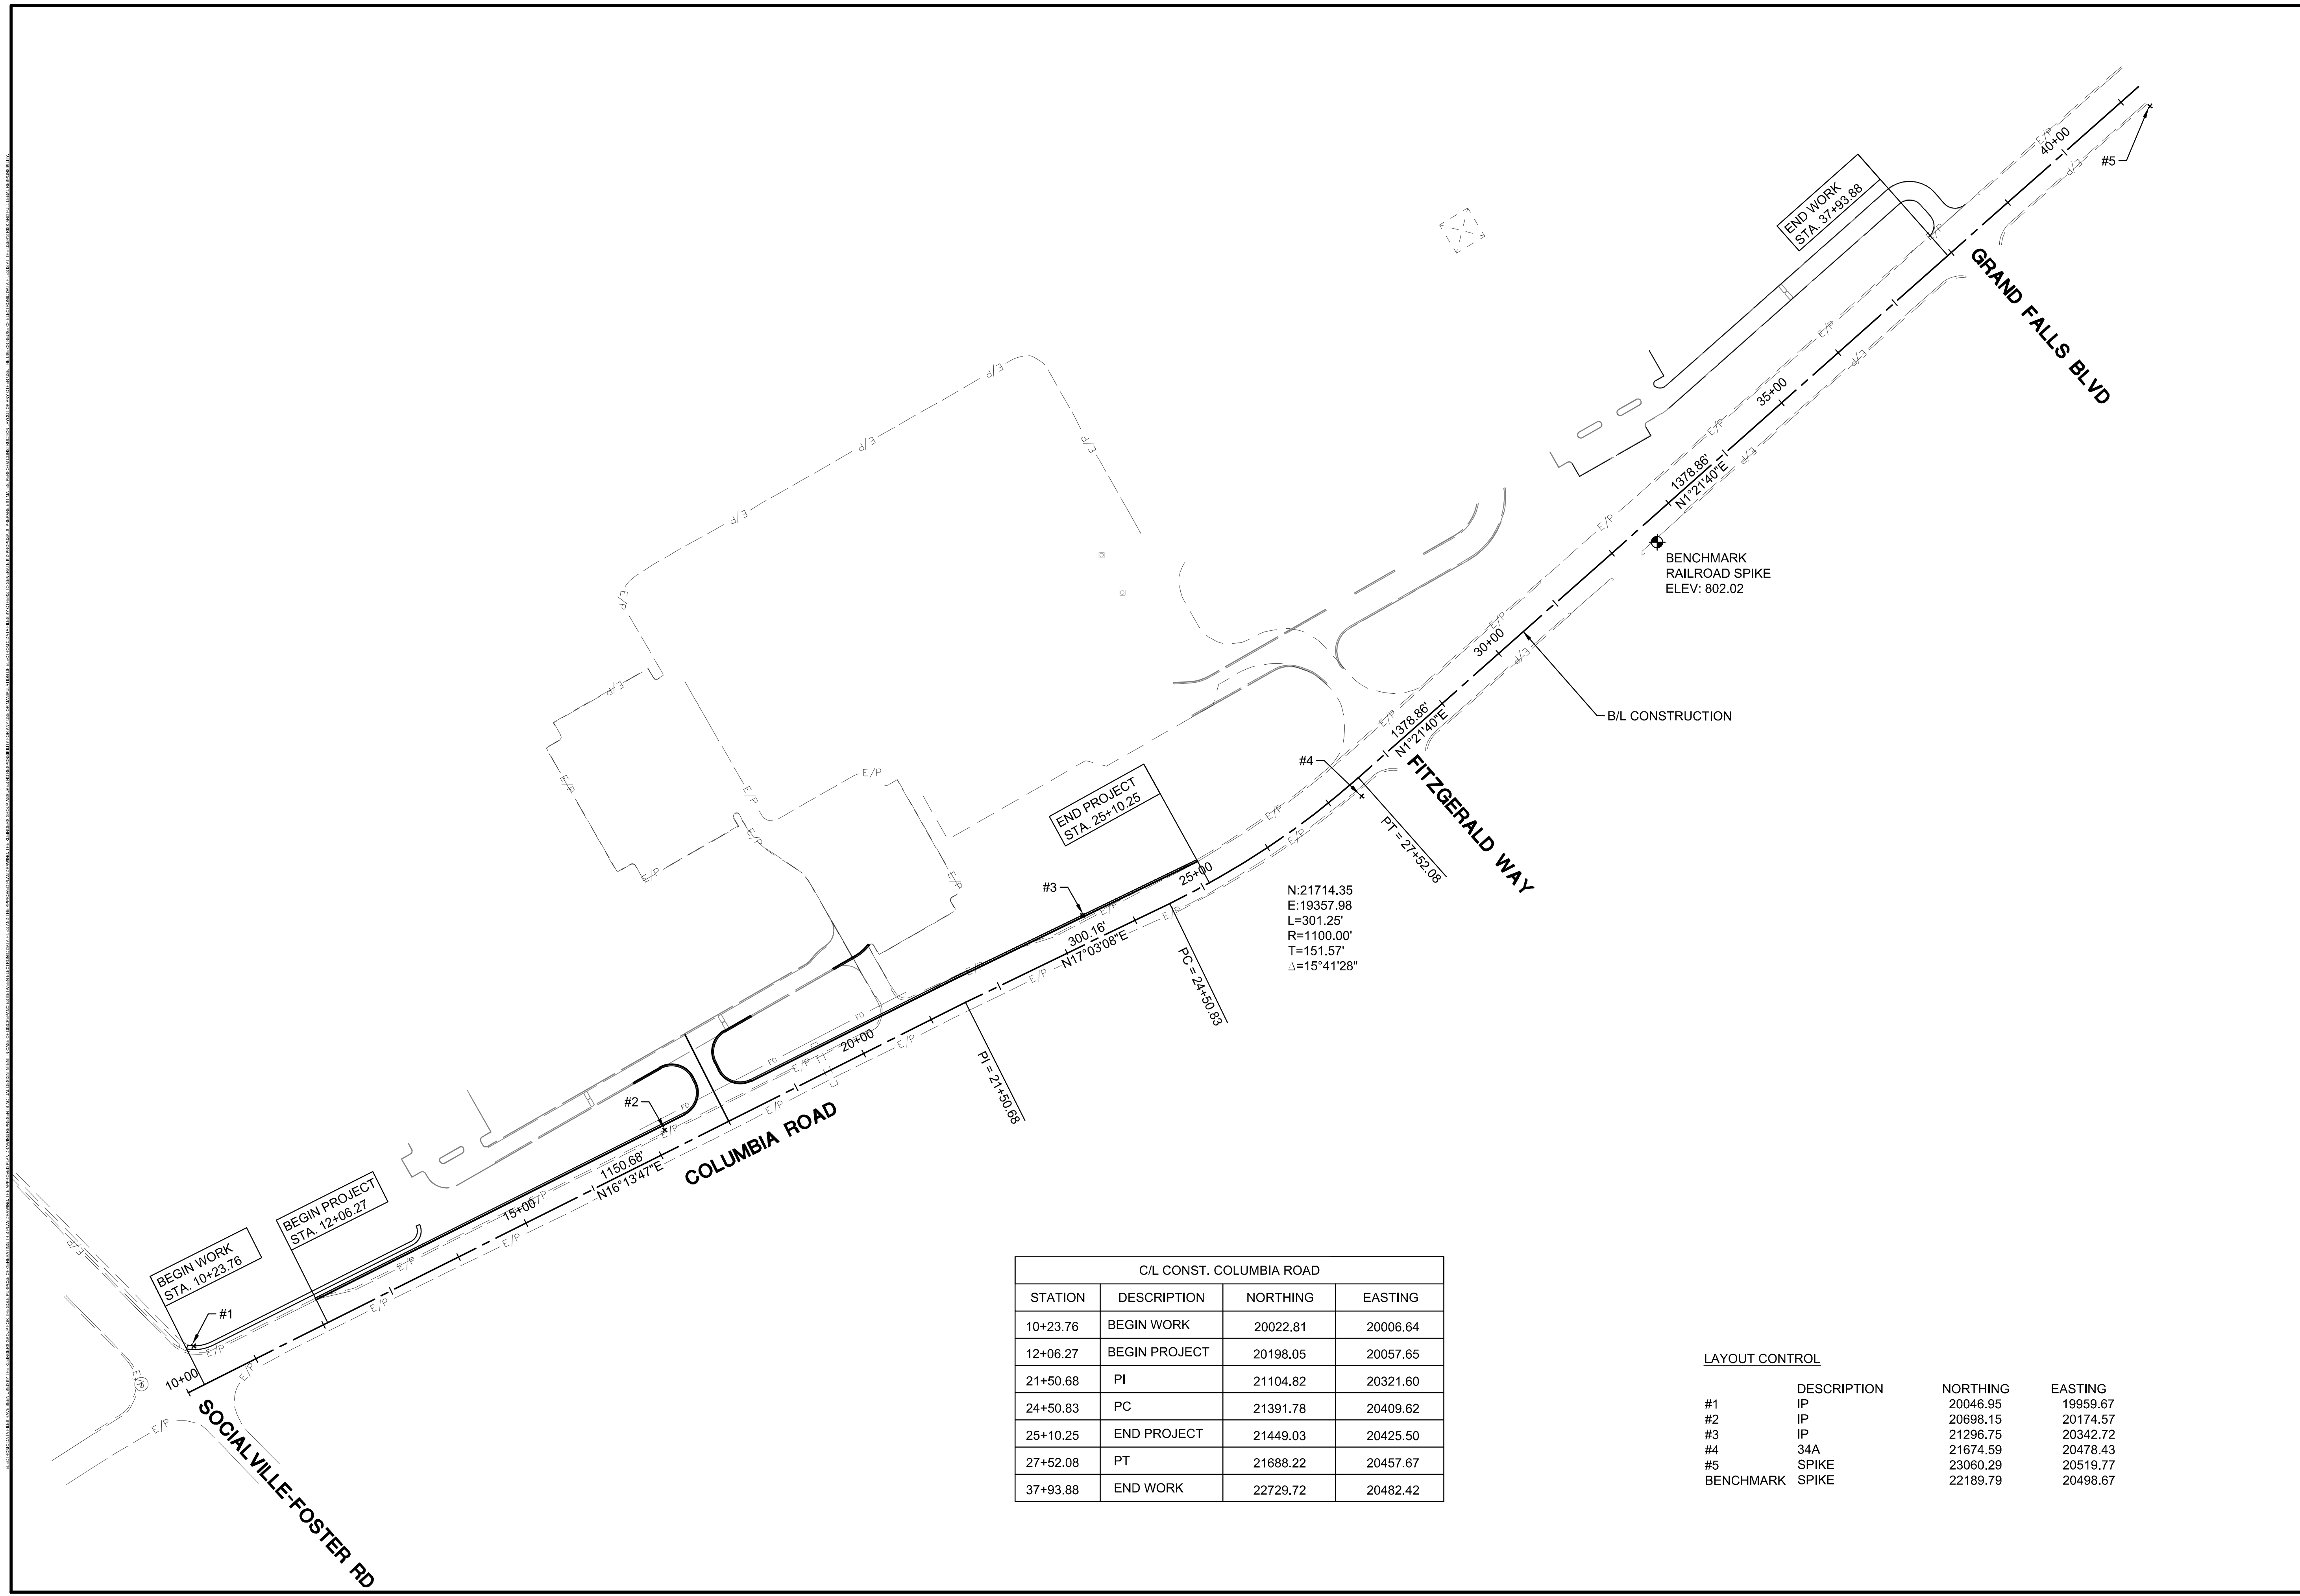 40+00
#5
END WORK
STA. 37+93.88
GRAND FALLS BLVD
E/P
E/P
E/P
E/P
E/P
E/P
E/P
E/P
E/P
E/P
35+00
1378.86'
N1°21'40"E
BENCHMARK
RAILROAD SPIKE
ELEV: 802.02
E/P
E/P
E/P
E/P
30+00
E/P
E/P
B/L CONSTRUCTION
E/P
1378.86'
N1°21'40"E
#4
FITZGERALD WAY
E/P
E/P
E/P
E/P
END PROJECT
STA. 25+10.25
E/P
E/P
PT = 27+52.08
E/P
E/P
25+00
#3
E/P
N:21714.35
E:19357.98
L=301.25'
R=1100.00'
T=151.57'
△=15°41'28"
300.16'
N17°03'08"E
E/P
E/P
E/P
PC = 24+50.83
FO
FO
FO
20+00
E/P
E/P
E/P
PI = 21+50.68
#2
E/P
COLUMBIA ROAD
1150.68'
N16°13'47"E
BEGIN PROJECT
STA. 12+06.27
15+00
E/P
E/P
E/P
BEGIN WORK
STA. 10+23.76
E/P
E/P
#1
E/P
E/P
10+00
E/P
E/P
E/P
SOCIALVILLE-FOSTER RD
C/L CONST. COLUMBIA ROAD
STATION DESCRIPTION NORTHING EASTING
10+23.76 BEGIN WORK 20022.81 20006.64
12+06.27 BEGIN PROJECT 20198.05 20057.65
21+50.68 PI 21104.82 20321.60
24+50.83 PC 21391.78 20409.62
25+10.25 END PROJECT 21449.03 20425.50
27+52.08 PT 21688.22 20457.67
37+93.88 END WORK 22729.72 20482.42
LAYOUT CONTROL
DESCRIPTION NORTHING EASTING
#1 IP 20046.95 19959.67
#2 IP 20698.15 20174.57
#3 IP 21296.75 20342.72
#4 34A 21674.59 20478.43
#5 SPIKE 23060.29 20519.77
BENCHMARK SPIKE 22189.79 20498.67